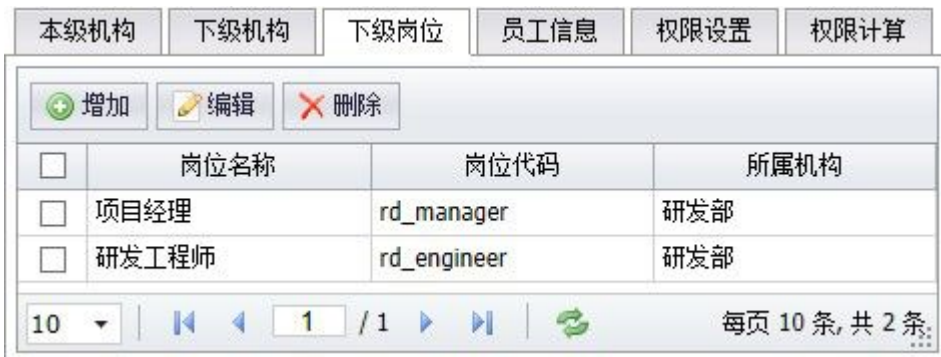 本级机构 下级机构 下级岗位 员工信息 权限设置 权限计算
增加 编辑 删除
岗位名称 岗位代码 所属机构
项目经理 rd_manager 研发部
研发工程师 rd_engineer 研发部
10 1 / 1 每页 10 条, 共 2 条